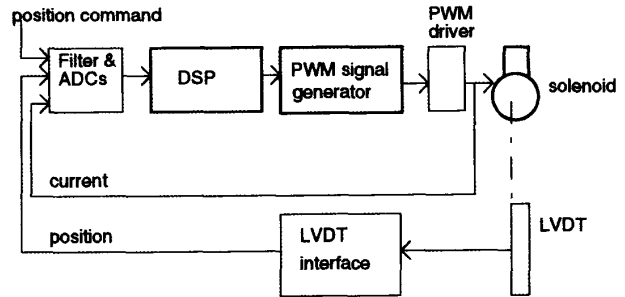 position command
Filter &
ADCs
DSP
PWM signal
generator
PWM
driver
solenoid
current
position
LVDT
interface
LVDT